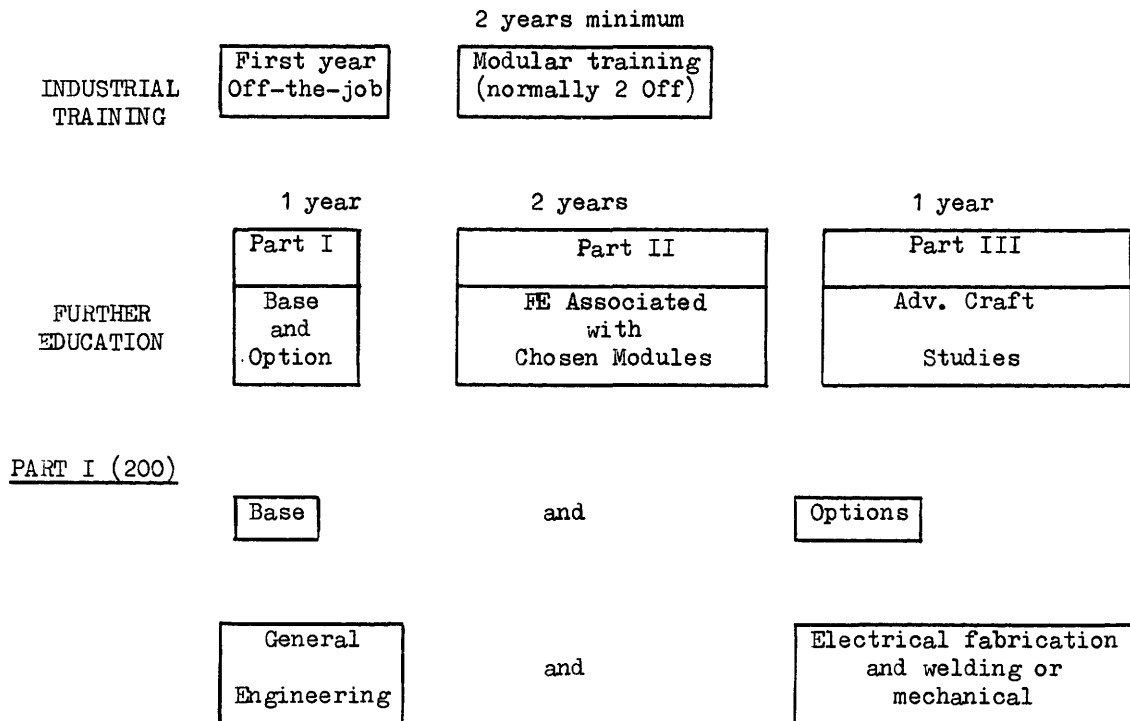 2 years minimum
INDUSTRIAL
TRAINING
First year
Off-the-job
Modular training
(normally 2 Off)
1 year
2 years
1 year
FURTHER
EDUCATION
Part I
Part II
Part III
Base
and
Option
FE Associated
with
Chosen Modules
Adv. Craft
Studies
PART I (200)
Base
and
Options
General
Engineering
and
Electrical fabrication
and welding or
mechanical